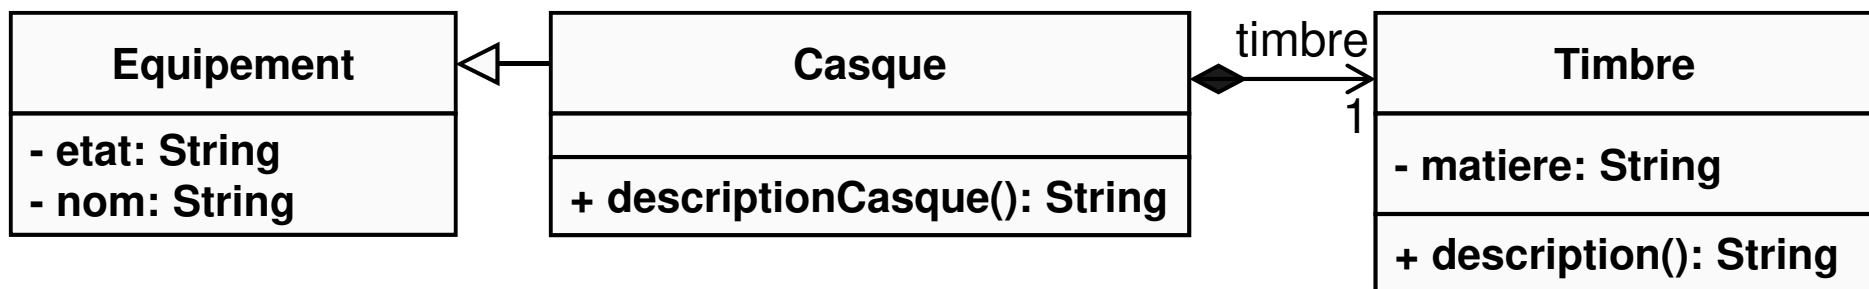 Equipement
- etat: String
- nom: String
Casque
+ descriptionCasque(): String
timbre
1
Timbre
- matiere: String
+ description(): String